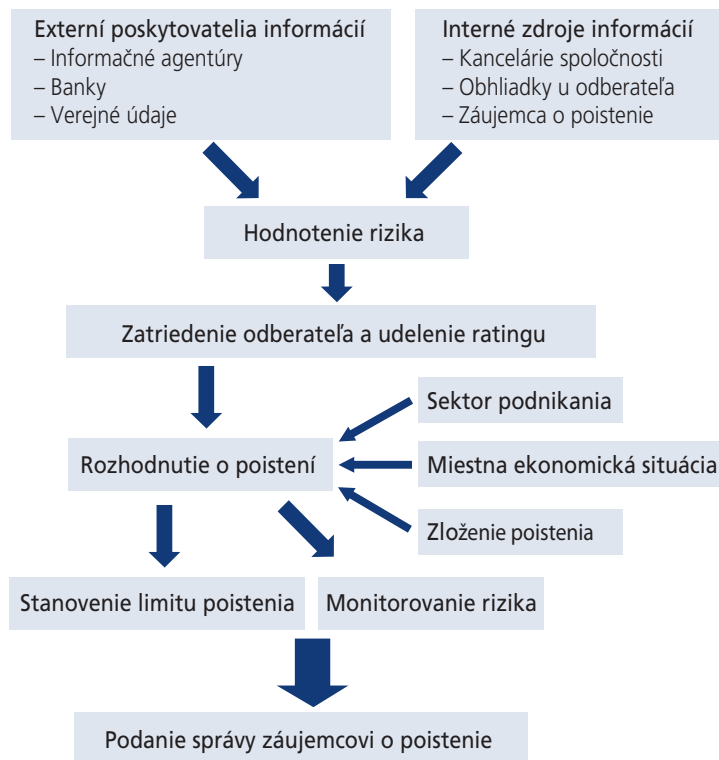 Externí poskytovatelia informácií
– Informačné agentúry
– Banky
– Verejné údaje
Interné zdroje informácií
– Kancelárie spoločnosti
– Obhliadky u odberateľa
– Záujemca o poistenie
Hodnotenie rizika
Zatriedenie odberateľa a udelenie ratingu
Sektor podnikania
Rozhodnutie o poistení
Miestna ekonomická situácia
Zloženie poistenia
Stanovenie limitu poistenia
Monitorovanie rizika
Podanie správy záujemcovi o poistenie